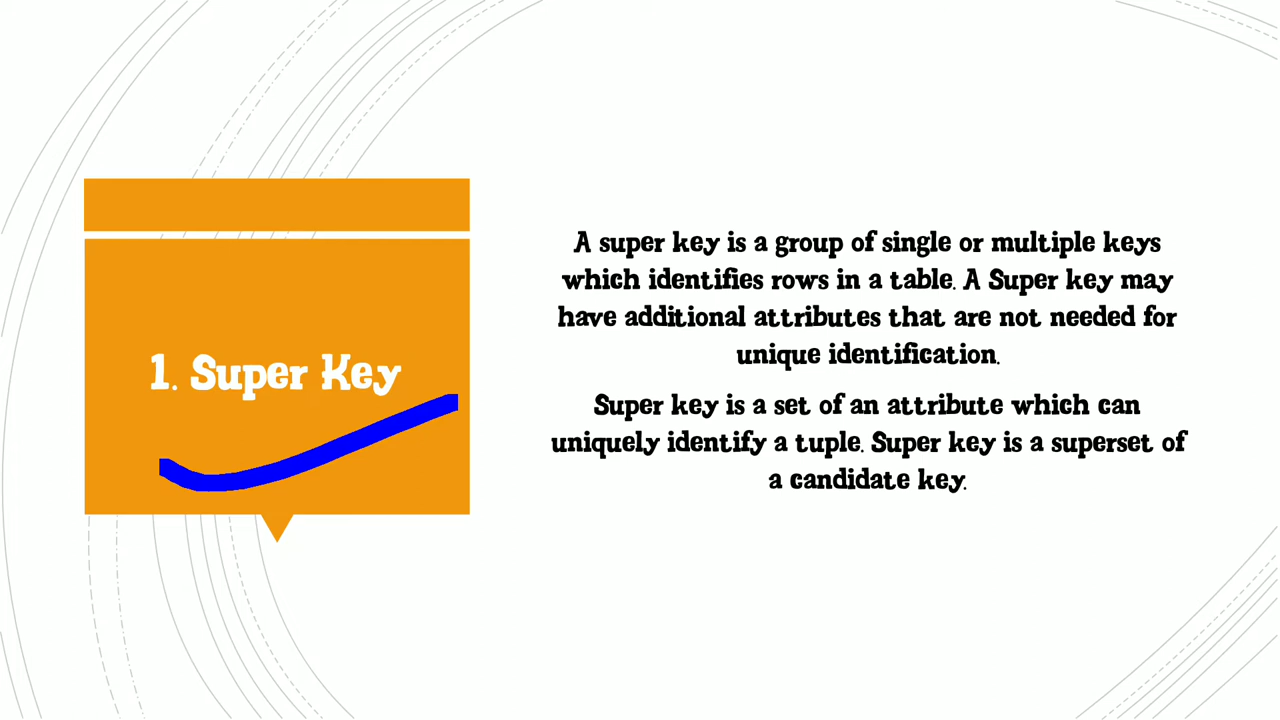 1. Super Key
A super key is a group of single or multiple keys
which identifies rows in a table. A Super key may
have additional attributes that are not needed for
unique identification.
Super key is a set of an attribute which can
uniquely identify a tuple. Super key is a superset of
a candidate key.